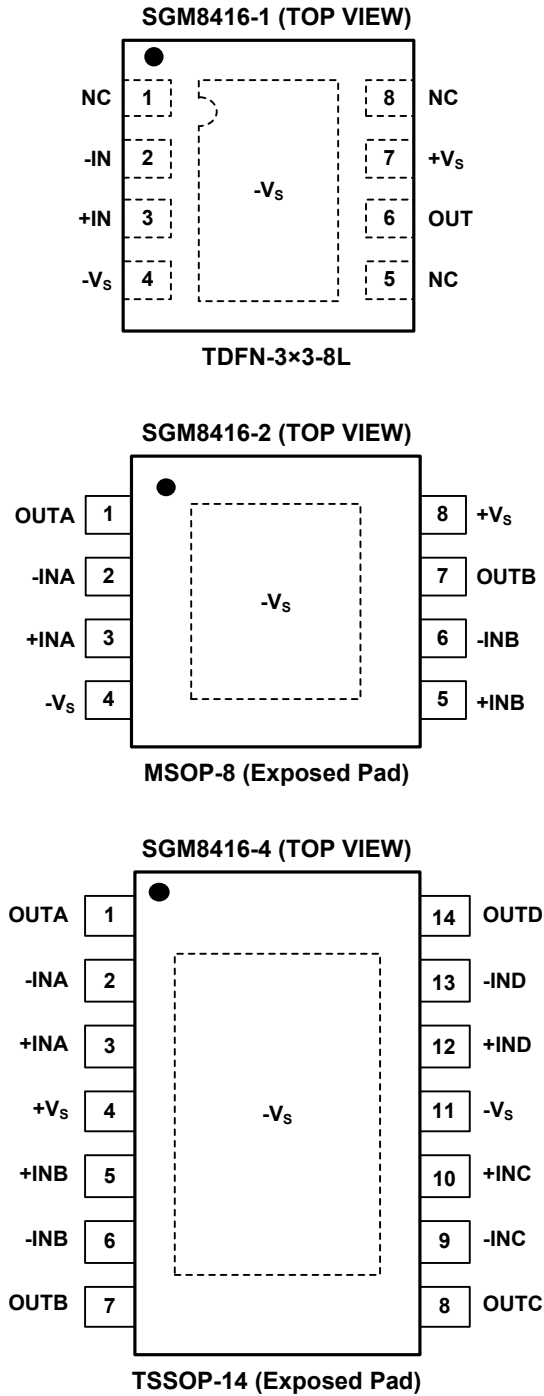 SGM8416-1 (TOP VIEW)
NC 1 8 NC
-IN 2 7 +VS
-VS
+IN 3 6 OUT
-VS 4 5 NC
TDFN-3×3-8L
SGM8416-2 (TOP VIEW)
OUTA 1 8 +VS
-INA 2 7 OUTB
-VS
+INA 3 6 -INB
-VS 4 5 +INB
MSOP-8 (Exposed Pad)
SGM8416-4 (TOP VIEW)
OUTA 1 14 OUTD
-INA 2 13 -IND
+INA 3 12 +IND
+VS 4 -VS 11 -VS
+INB 5 10 +INC
-INB 6 9 -INC
OUTB 7 8 OUTC
TSSOP-14 (Exposed Pad)